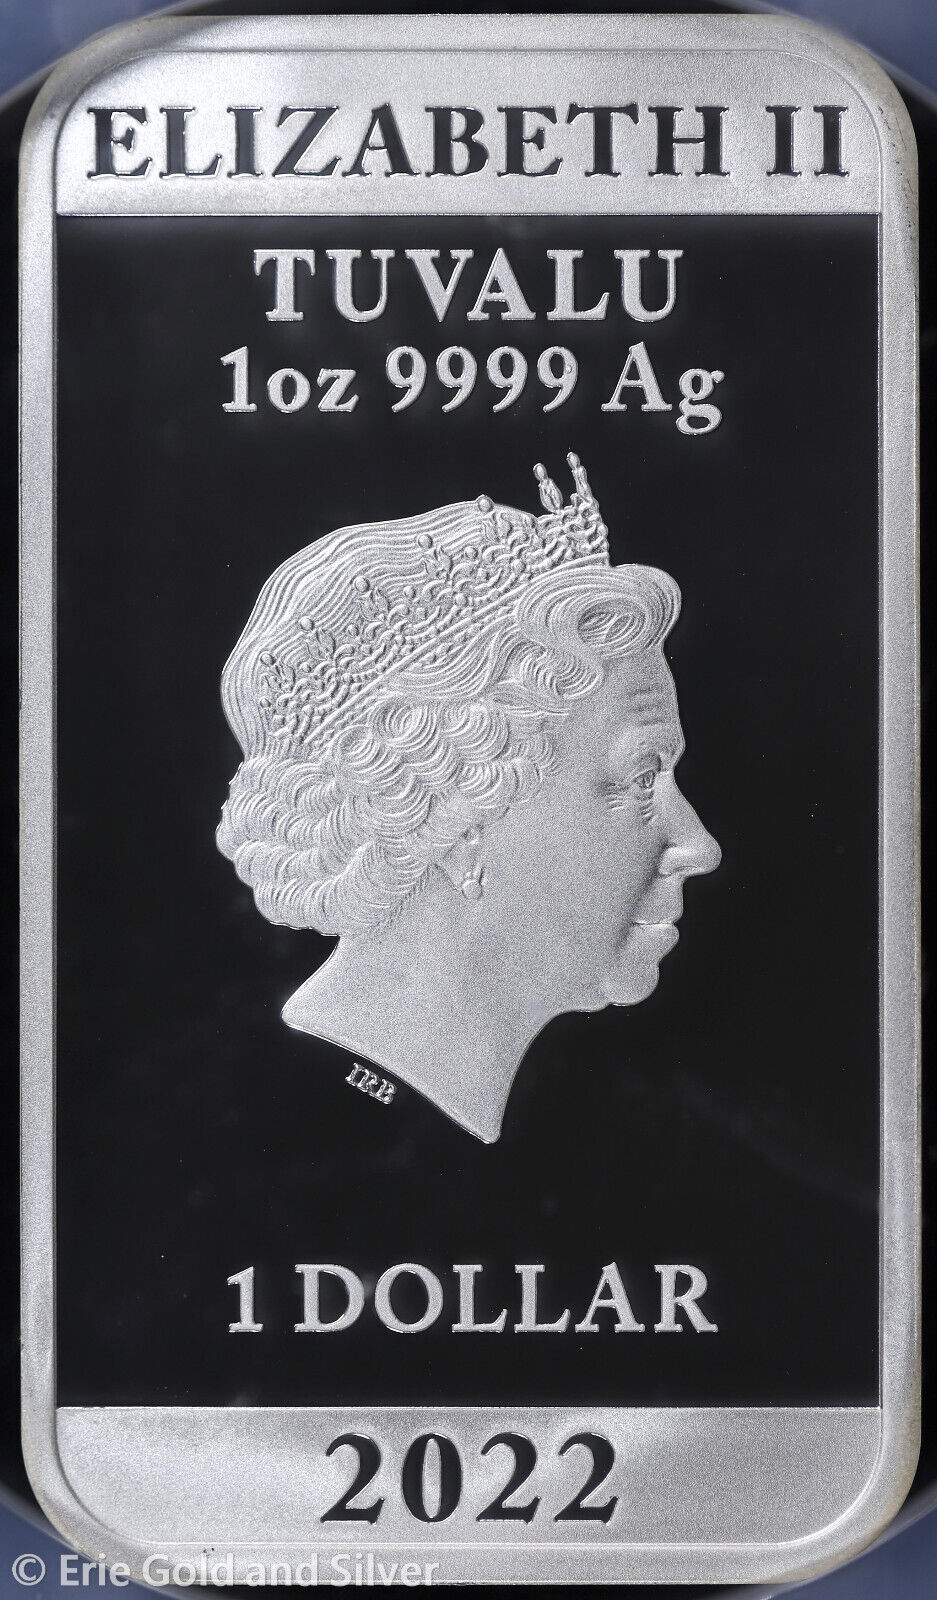 ELIZABETH II
TUVALU
1oz 9999 Ag
IRB
1 DOLLAR
2022
© Erie Gold and Silver